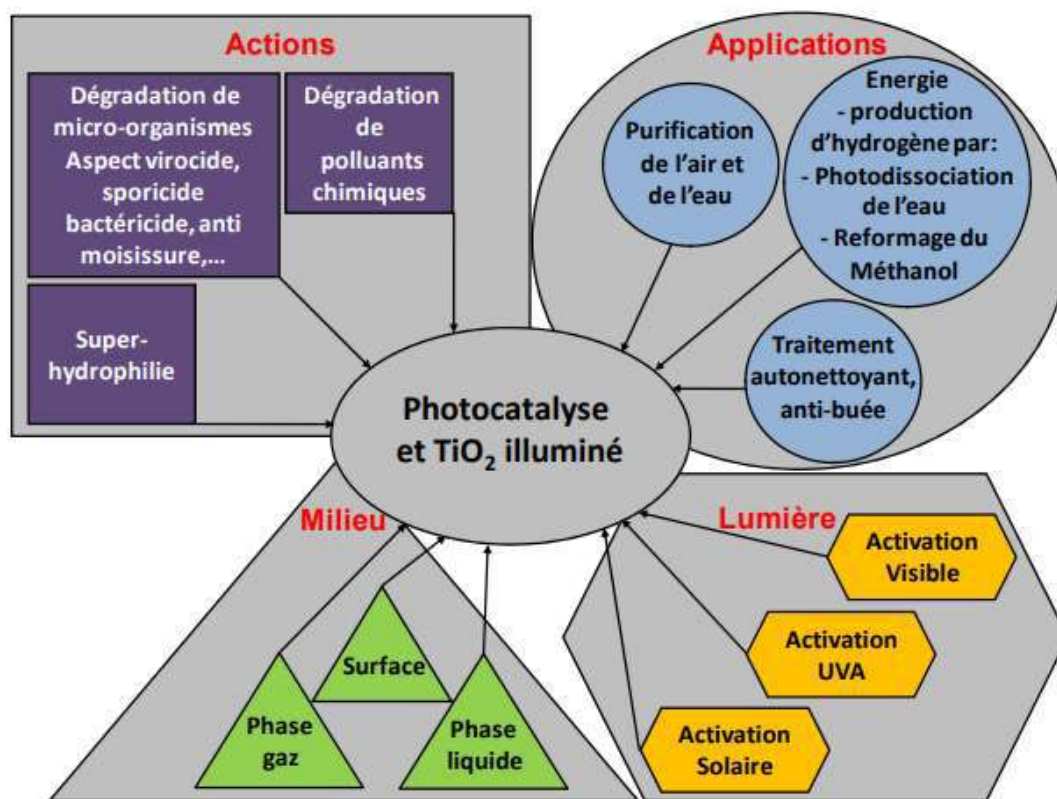 Actions
Dégradation de
micro-organismes
Aspect virocide,
sporicide
bactéricide, anti
moisissure,...
Dégradation
de
polluants
chimiques
Super-
hydrophilie
Applications
Purification
de l'air et
de l'eau
Energie
- production
d'hydrogène par:
- Photodissociation
de l'eau
- Reformage du
Méthanol
Traitement
autonettoyant,
anti-buée
Photocatalyse
et TiO₂ illuminé
Milieu
Phase
gaz
Surface
Phase
liquide
Lumière
Activation
Visible
Activation
UVA
Activation
Solaire